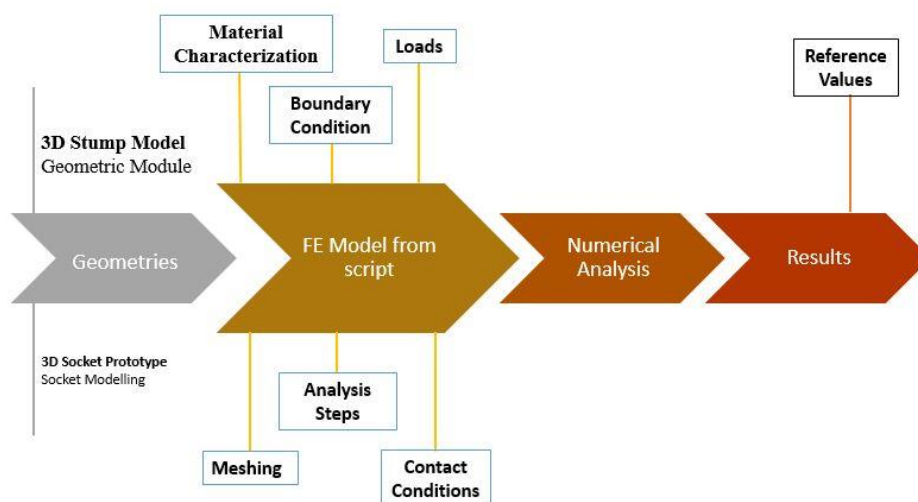 Material
Characterization
Loads
Reference
Values
Boundary
Condition
3D Stump Model
Geometric Module
Geometries
FE Model from
script
Numerical
Analysis
Results
3D Socket Prototype
Socket Modelling
Analysis
Steps
Meshing
Contact
Conditions